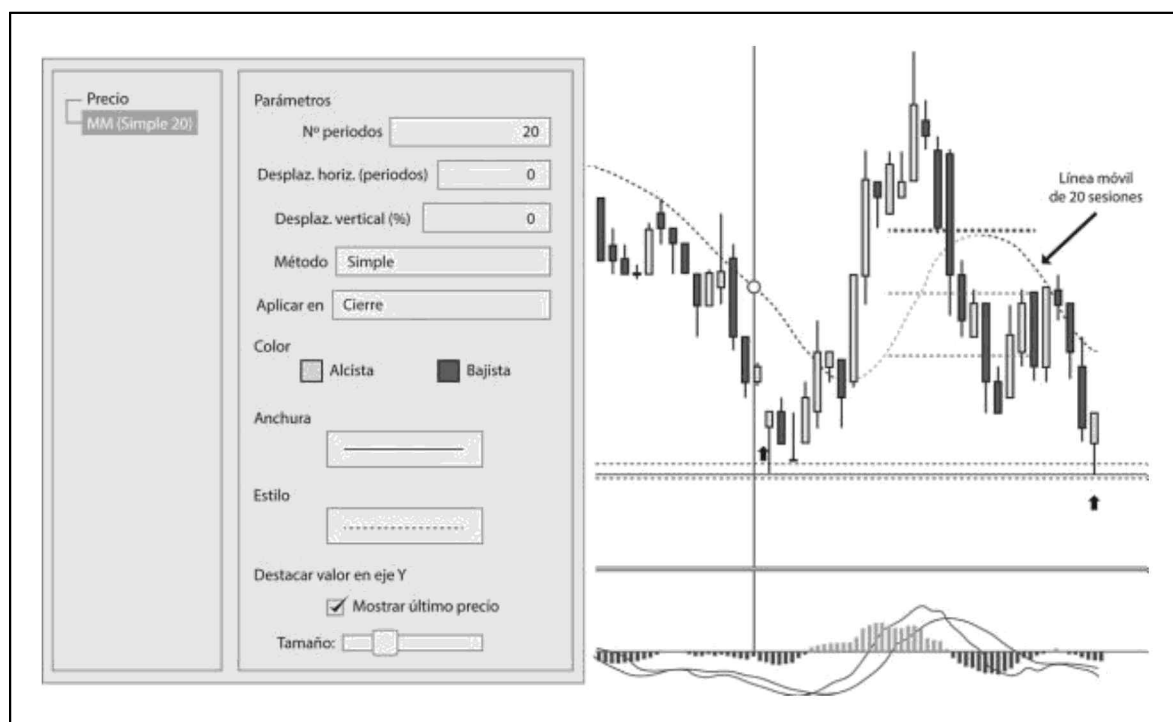 Precio
MM (Simple 20)
Parámetros
Nº periodos 20
Desplaz. horiz. (periodos) 0
Desplaz. vertical (%) 0
Método Simple
Aplicar en Cierre
Color
Alcista Bajista
Anchura
Estilo
Destacar valor en eje Y
Mostrar último precio
Tamaño:
Línea móvil
de 20 sesiones